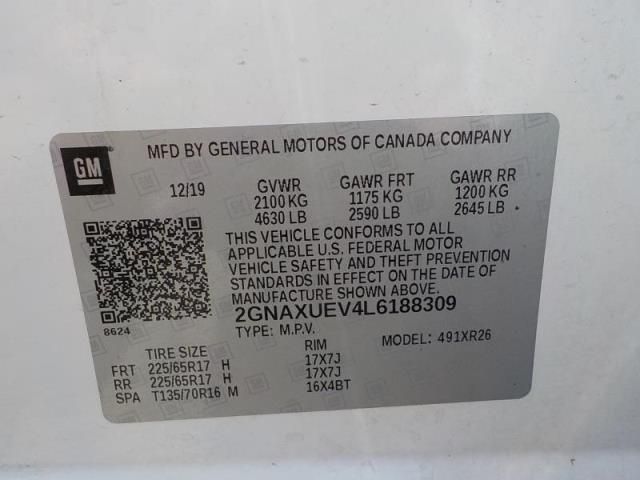 GM
MFD BY GENERAL MOTORS OF CANADA COMPANY
12/19 GVWR GAWR FRT GAWR RR
2100 KG 1175 KG 1200 KG
4630 LB 2590 LB 2645 LB
THIS VEHICLE CONFORMS TO ALL
APPLICABLE U.S. FEDERAL MOTOR
VEHICLE SAFETY AND THEFT PREVENTION
STANDARDS IN EFFECT ON THE DATE OF
MANUFACTURE SHOWN ABOVE.
8624 2GNAXUEV4L6188309
TYPE: M.P.V. MODEL: 491XR26
TIRE SIZE RIM
FRT 225/65R17 H 17X7J
RR 225/65R17 H 17X7J
SPA T135/70R16 M 16X4BT